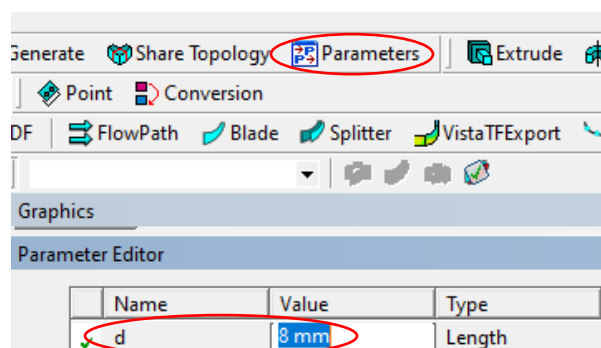 Generate Share Topology Parameters Extrude
Point Conversion
DF FlowPath Blade Splitter VistaTFExport
Graphics
Parameter Editor
Name Value Type
d 8 mm Length